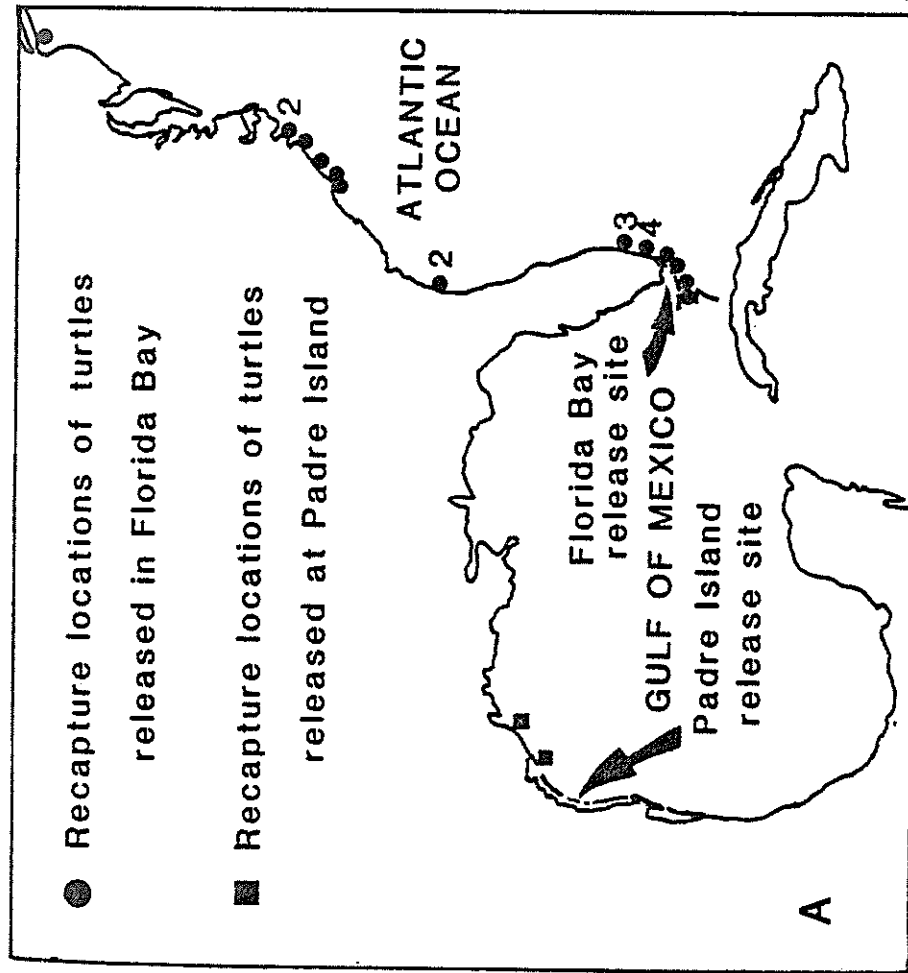 Recapture locations of turtles
released in Florida Bay
Recapture locations of turtles
released at Padre Island
2
ATLANTIC
OCEAN
2
3
4
Florida Bay
release site
GULF OF MEXICO
Padre Island
release site
A